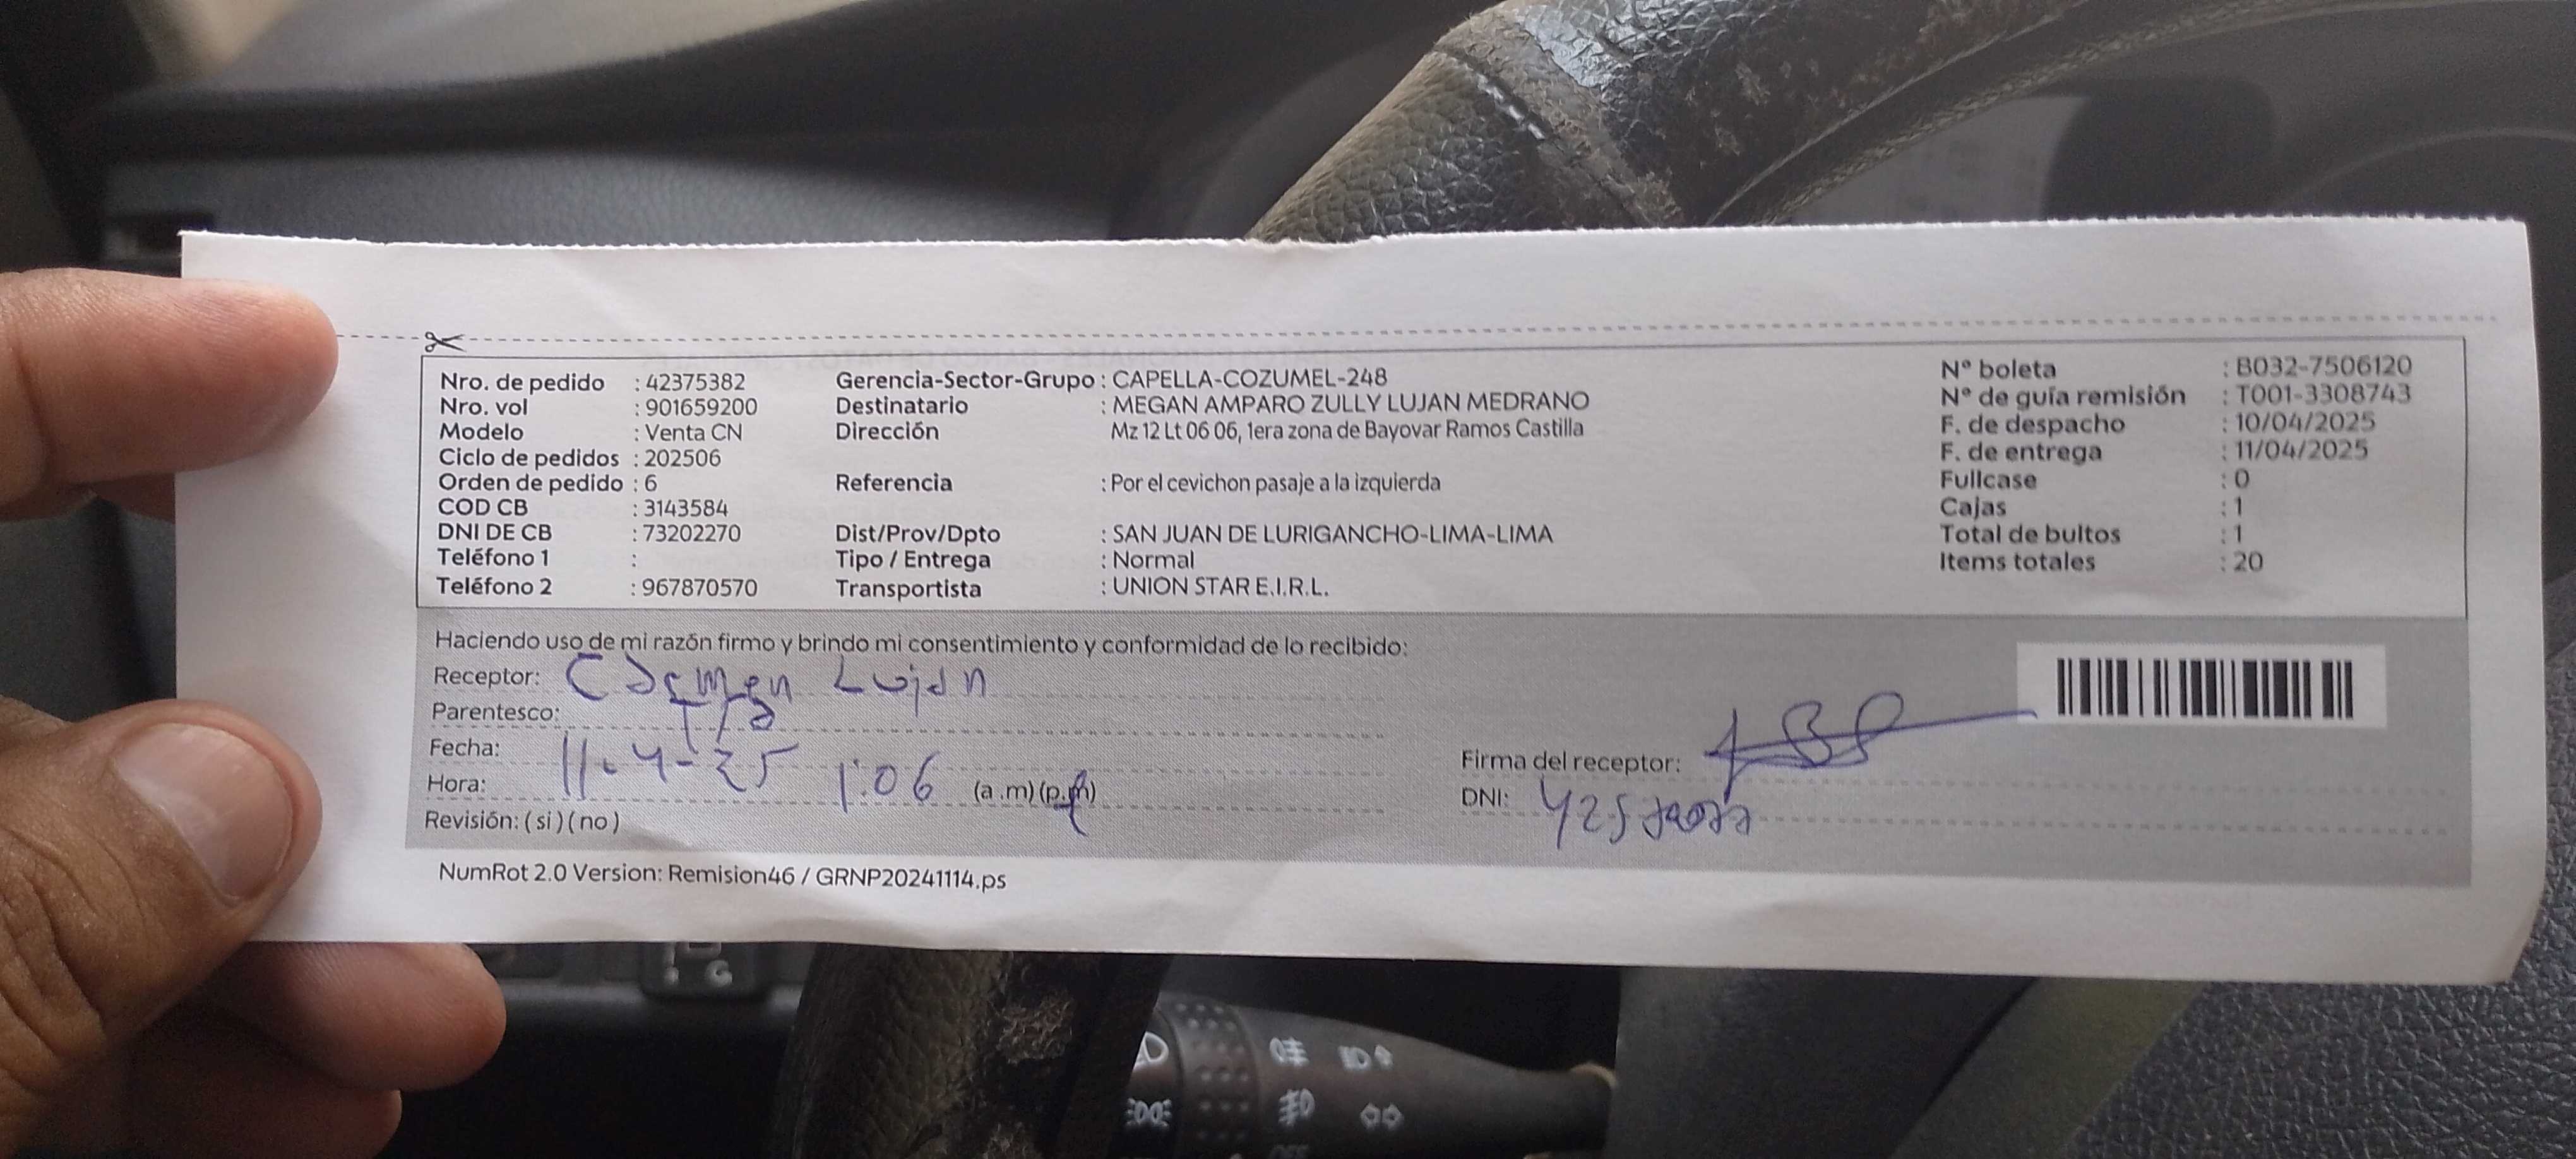 Nro. de pedido : 42375382 Gerencia-Sector-Grupo : CAPELLA-COZUMEL-248 N° boleta : B032-7506120
Nro. vol : 901659200 Destinatario : MEGAN AMPARO ZULLY LUJAN MEDRANO N° de guía remisión : T001-3308743
Modelo : Venta CN Dirección Mz 12 Lt 06 06, 1era zona de Bayovar Ramos Castilla F. de despacho : 10/04/2025
Ciclo de pedidos : 202506 F. de entrega : 11/04/2025
Orden de pedido : 6 Referencia : Por el cevichon pasaje a la izquierda Fullcase : 0
COD CB : 3143584 Cajas : 1
DNI DE CB : 73202270 Dist/Prov/Dpto : SAN JUAN DE LURIGANCHO-LIMA-LIMA Total de bultos : 1
Teléfono 1 : Tipo / Entrega : Normal Items totales : 20
Teléfono 2 : 967870570 Transportista : UNION STAR E.I.R.L.
Haciendo uso de mi razón firmo y brindo mi consentimiento y conformidad de lo recibido:
Receptor: Carmen Lujan
Parentesco: T/a
Fecha: 11-4-25 Firma del receptor:
Hora: 1:06 (a.m) (p.m) DNI:
Revisión: (si) (no)
NumRot 2.0 Version: Remision46 / GRNP20241114.ps